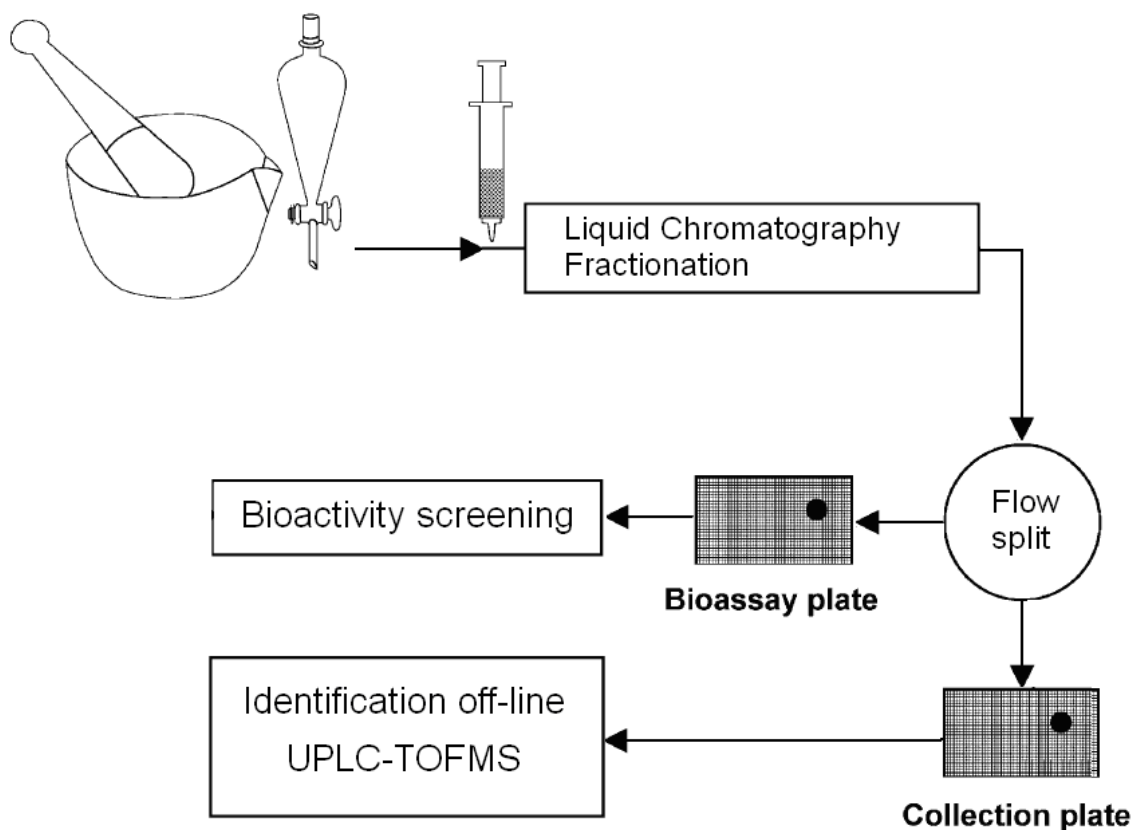 Liquid Chromatography
Fractionation
Flow
split
Bioactivity screening
Bioassay plate
Identification off-line
UPLC-TOFMS
Collection plate